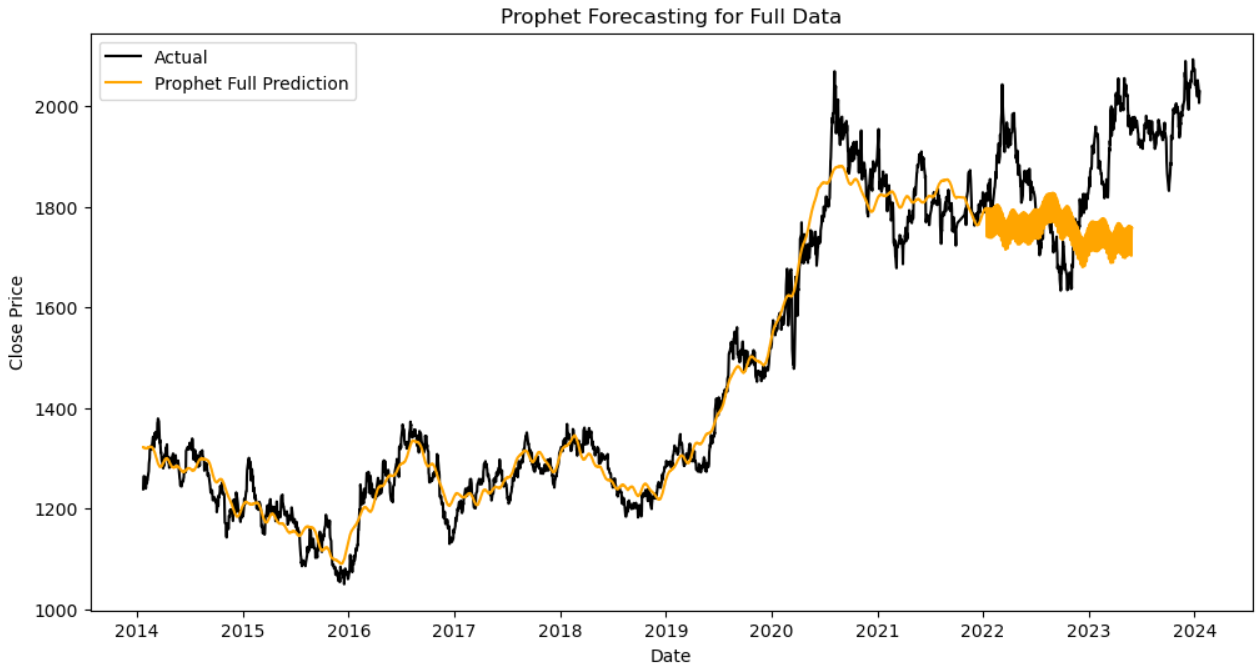 Prophet Forecasting for Full Data
Actual
Prophet Full Prediction
Close Price
2000
1800
1600
1400
1200
1000
2014 2015 2016 2017 2018 2019 2020 2021 2022 2023 2024
Date